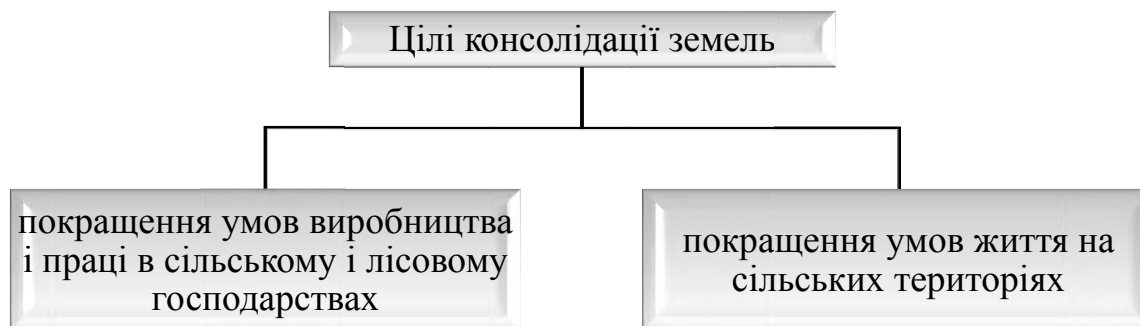 Цілі консолідації земель
покращення умов виробництва
і праці в сільському і лісовому
господарствах
покращення умов життя на
сільських територіях